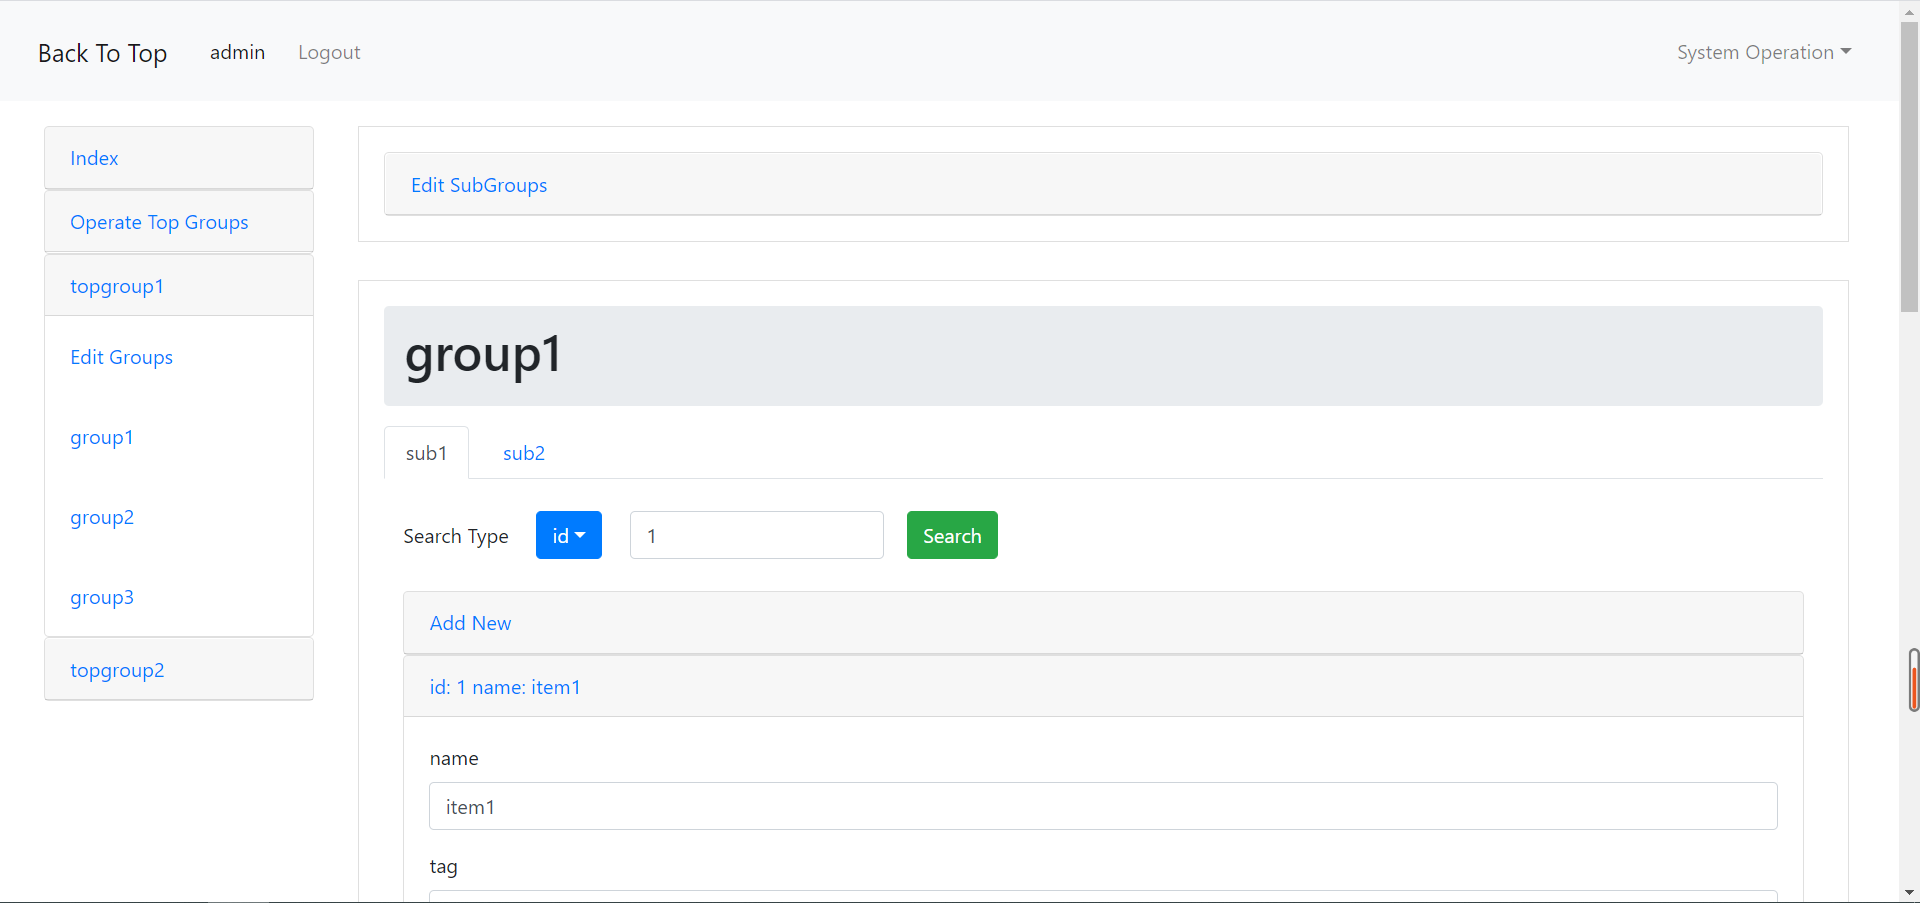 Back To Top admin Logout System Operation
Index
Operate Top Groups
topgroup1
Edit Groups
group1
group2
group3
topgroup2
Edit SubGroups
group1
sub1 sub2
Search Type id 1 Search
Add New
id: 1 name: item1
name
item1
tag